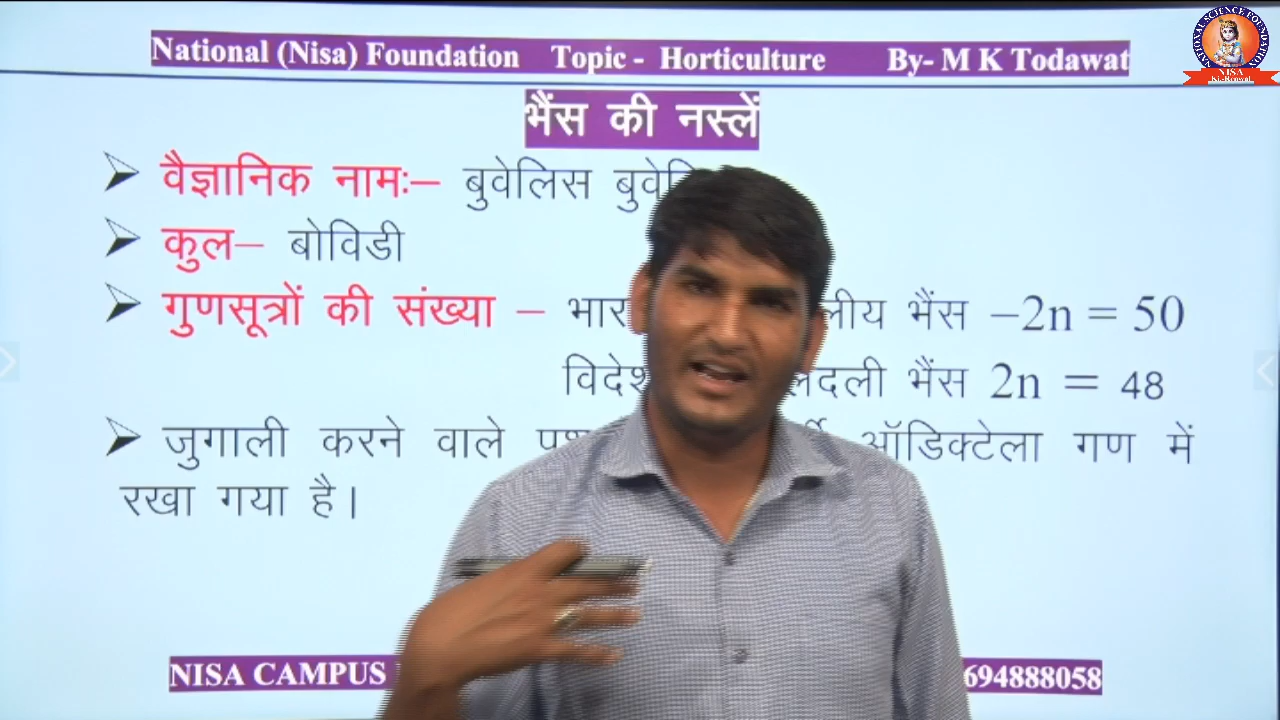 National (Nisa) Foundation Topic - Horticulture By- M K Todawat
NISA
भैंस की नस्लें
वैज्ञानिक नामः– बुवेलिस
कुल– बोविडी
गुणसूत्रों की संख्या – भैंस –2n = 50
भैंस 2n = 48
जुगाली करने वाले ऑडिक्टेला गण में
रखा गया है।
NISA CAMPUS 694888058